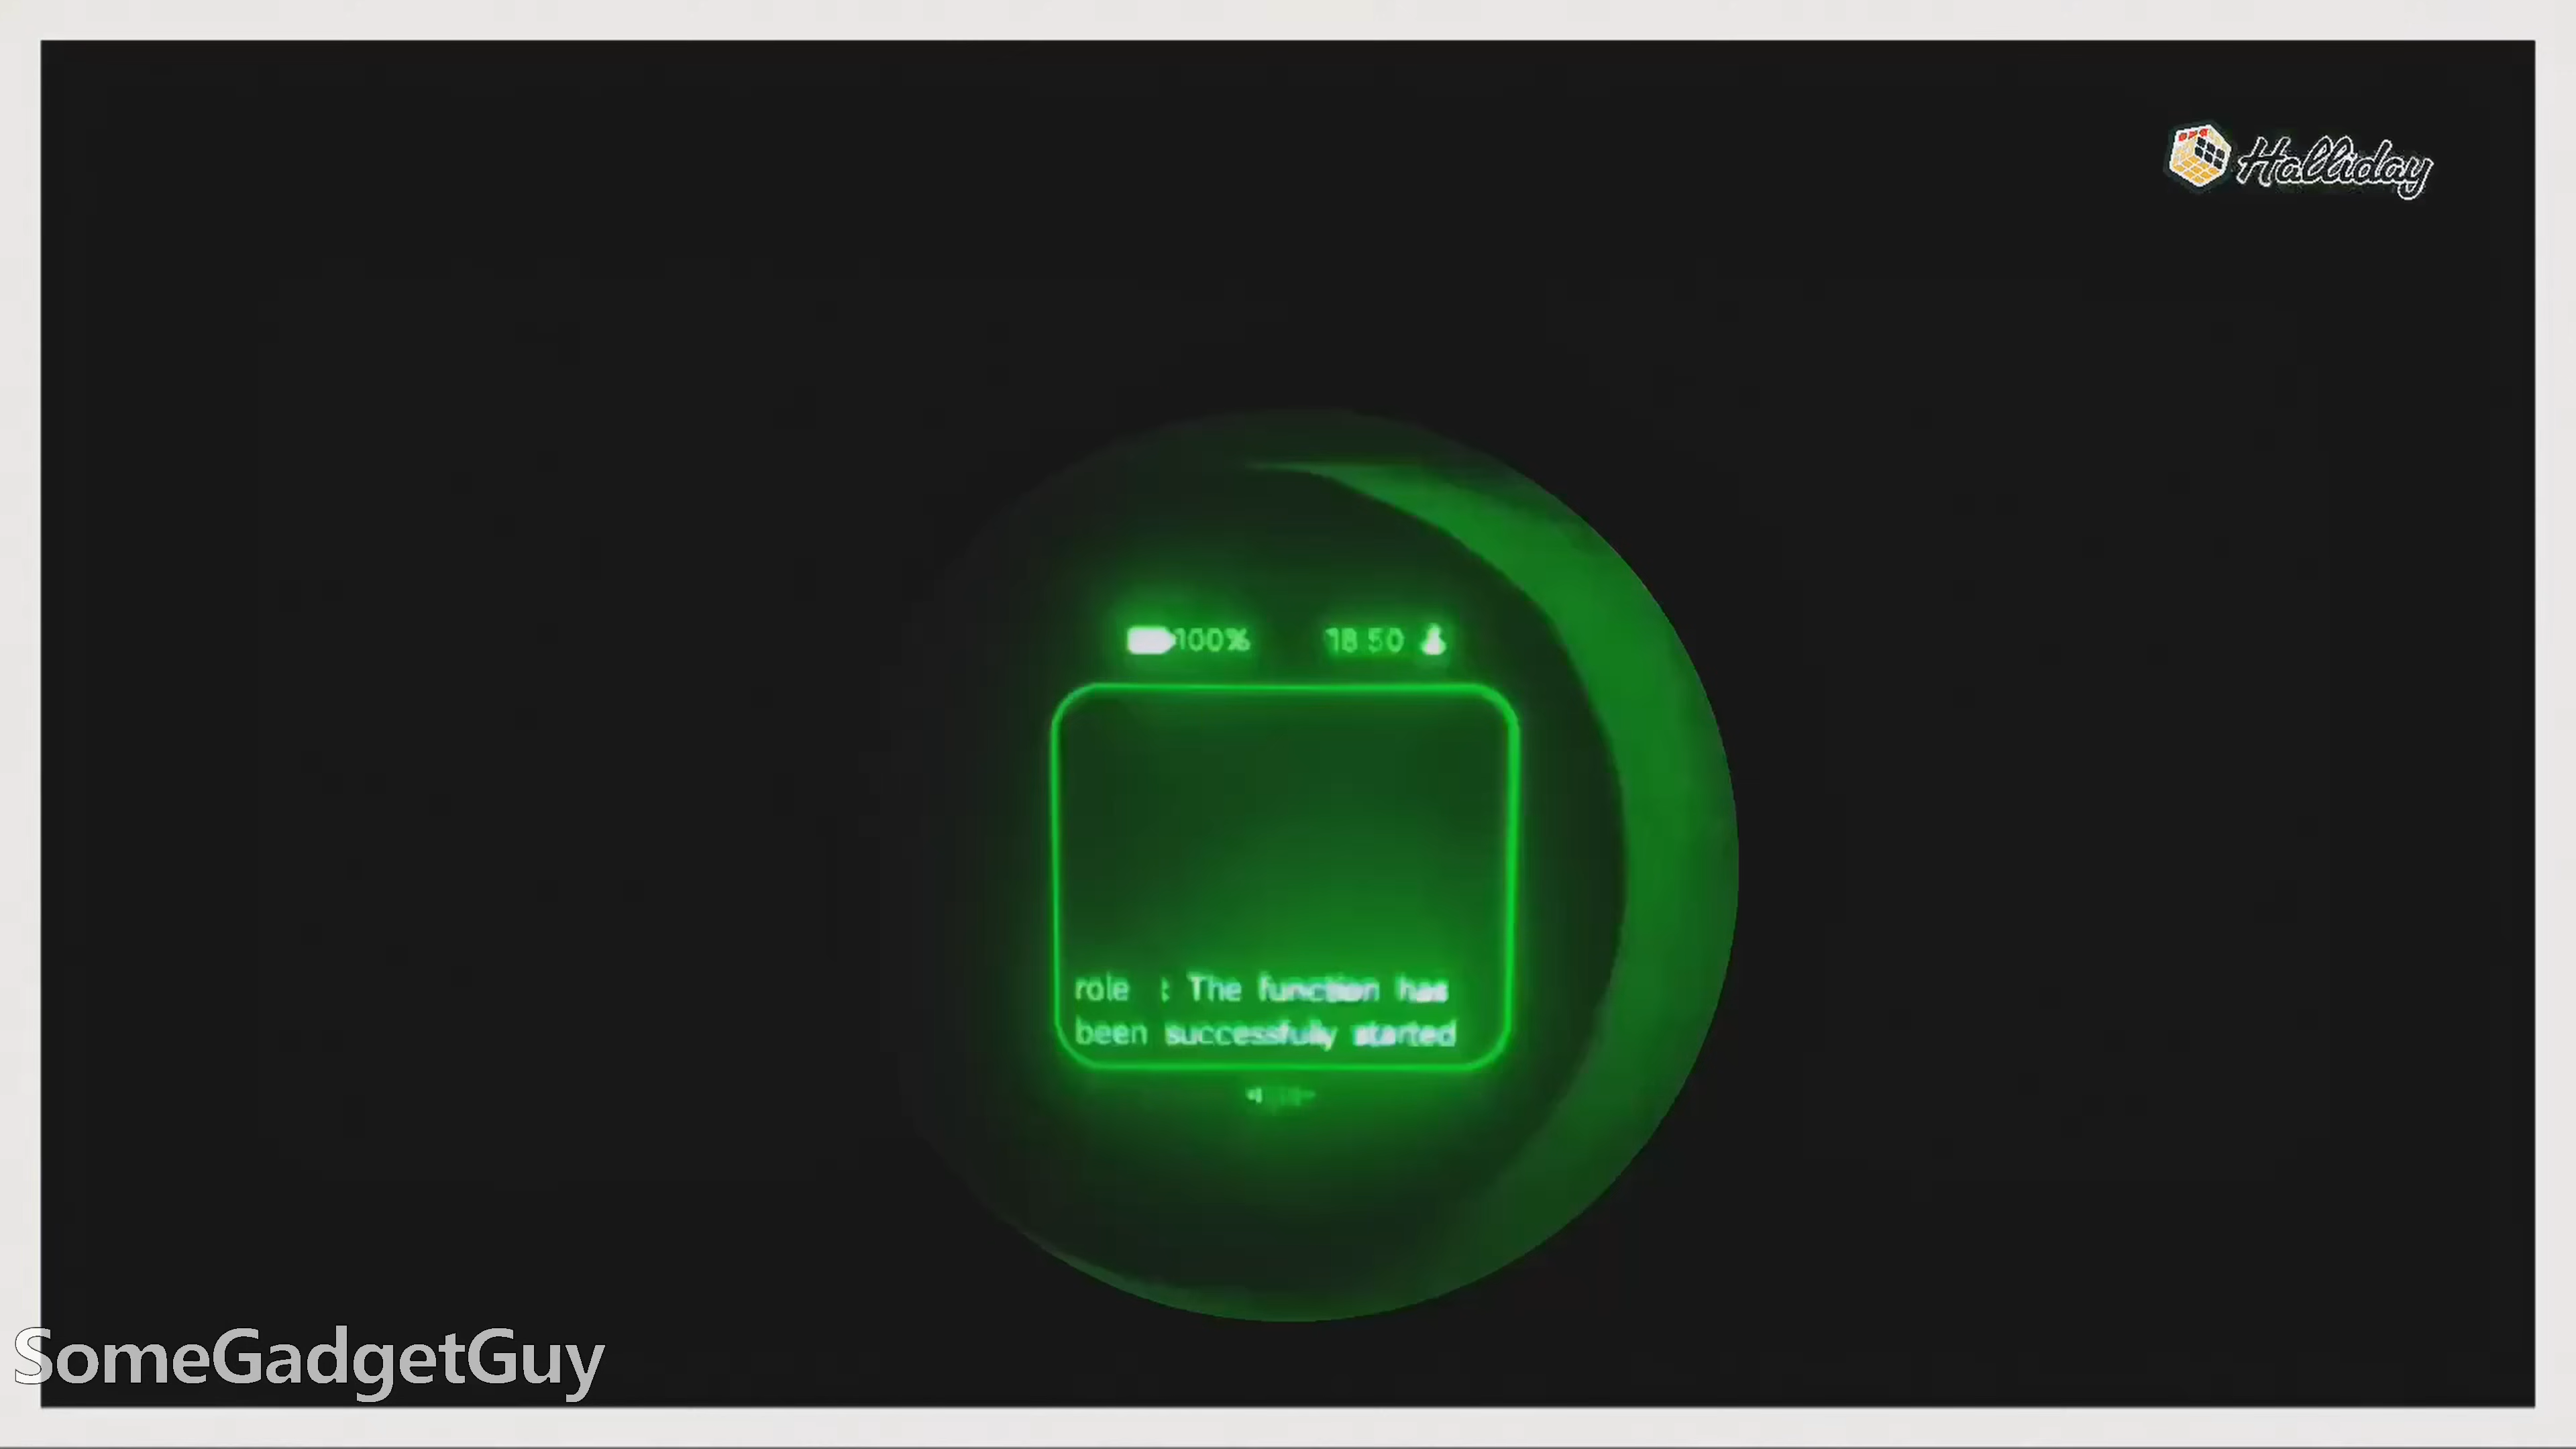 Halliday
100% 18:50
role : The function has
been successfully started
SomeGadgetGuy